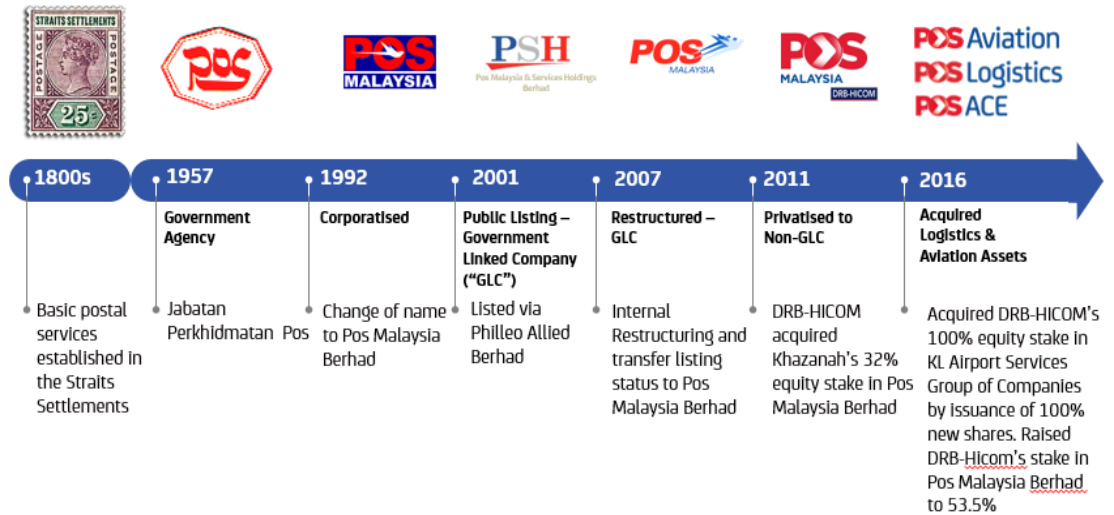 STRAITS SETTLEMENTS
POSTAGE
POSTAGE
25c
POS
POS
MALAYSIA
PSH
Pos Malaysia & Services Holdings
Berhad
POS
MALAYSIA
POS
MALAYSIA
DRB-HICOM
POS Aviation
POS Logistics
POS ACE
1800s
1957
1992
2001
2007
2011
2016
Government
Agency
Corporatised
Public Listing –
Government
Linked Company
(“GLC”)
Restructured –
GLC
Privatised to
Non-GLC
Acquired
Logistics &
Aviation Assets
Basic postal
services
established in
the Straits
Settlements
Jabatan
Perkhidmatan Pos
Change of name
to Pos Malaysia
Berhad
Listed via
Philleo Allied
Berhad
Internal
Restructuring and
transfer listing
status to Pos
Malaysia Berhad
DRB-HICOM
acquired
Khazanah’s 32%
equity stake in Pos
Malaysia Berhad
Acquired DRB-HICOM’s
100% equity stake in
KL Airport Services
Group of Companies
by issuance of 100%
new shares. Raised
DRB-Hicom’s stake in
Pos Malaysia Berhad
to 53.5%